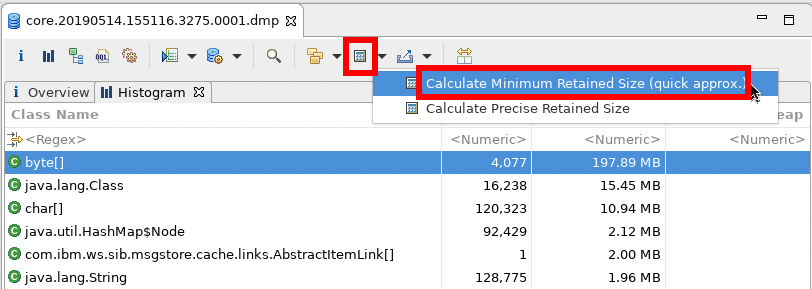 core.20190514.155116.3275.0001.dmp
i OQL
Calculate Minimum Retained Size (quick approx.)
i Overview Histogram
Calculate Precise Retained Size
Class Name
<Regex> <Numeric> <Numeric> <Numeric>
byte[] 4,077 197.89 MB
java.lang.Class 16,238 15.45 MB
char[] 120,323 10.94 MB
java.util.HashMap$Node 92,429 2.12 MB
com.ibm.ws.sib.msgstore.cache.links.AbstractItemLink[] 1 2.00 MB
java.lang.String 128,775 1.96 MB